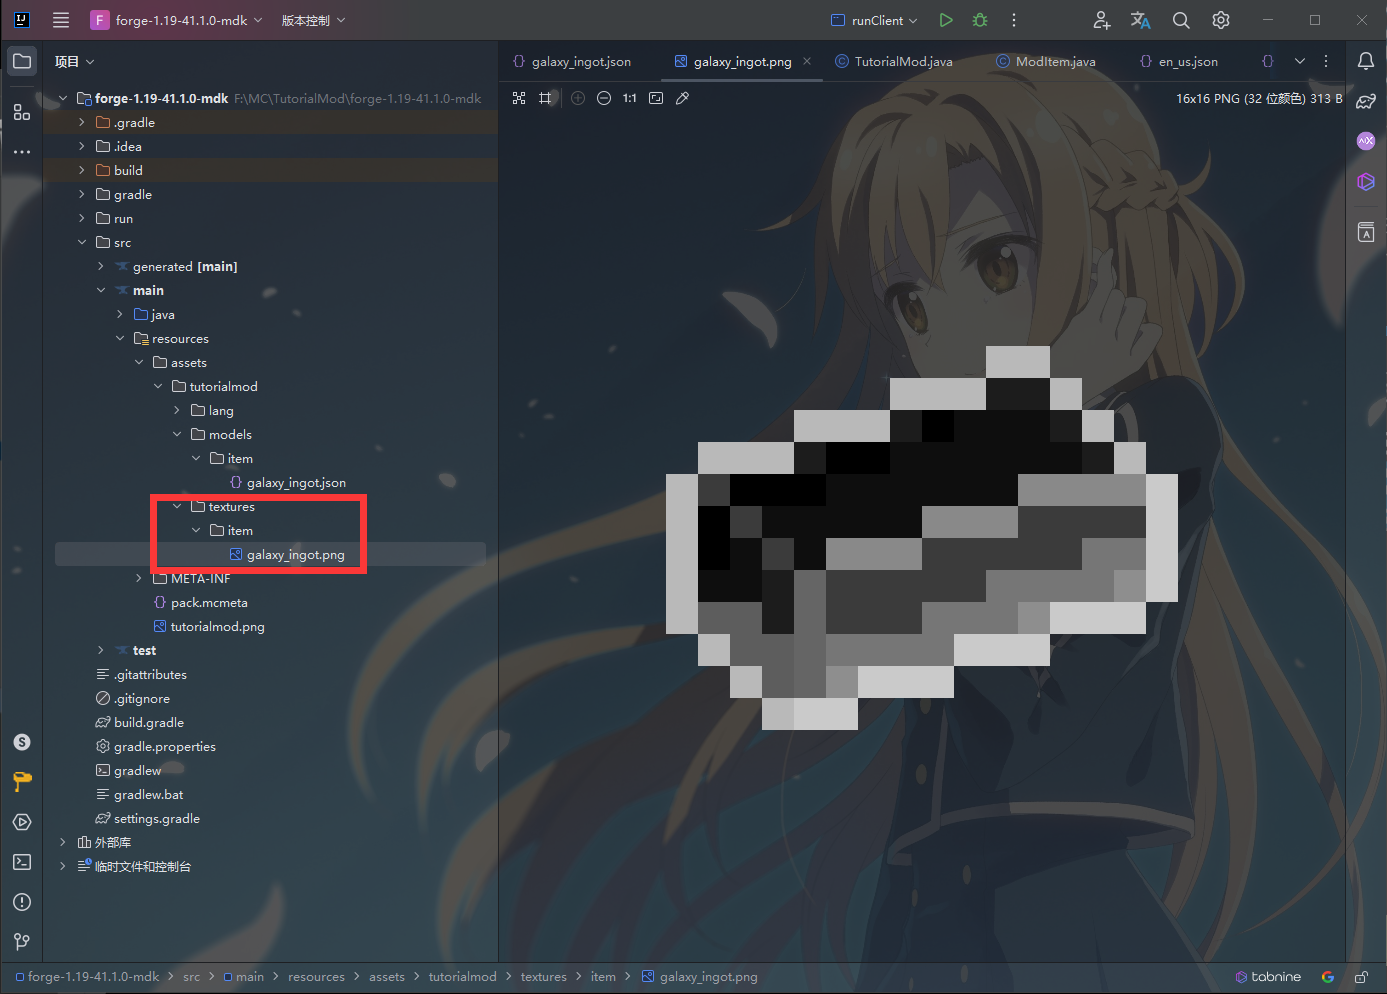 forge-1.19-41.1.0-mdk 版本控制 runClient
项目
galaxy_ingot.json galaxy_ingot.png TutorialMod.java ModItem.java en_us.json
1:1 16x16 PNG (32 位颜色) 313 B
forge-1.19-41.1.0-mdk F:\MC\TutorialMod\forge-1.19-41.1.0-mdk
.gradle
.idea
build
gradle
run
src
generated [main]
main
java
resources
assets
tutorialmod
lang
models
item
galaxy_ingot.json
textures
item
galaxy_ingot.png
META-INF
pack.mcmeta
tutorialmod.png
test
.gitattributes
.gitignore
build.gradle
gradle.properties
gradlew
gradlew.bat
settings.gradle
外部库
临时文件和控制台
forge-1.19-41.1.0-mdk src main resources assets tutorialmod textures item galaxy_ingot.png tabnine